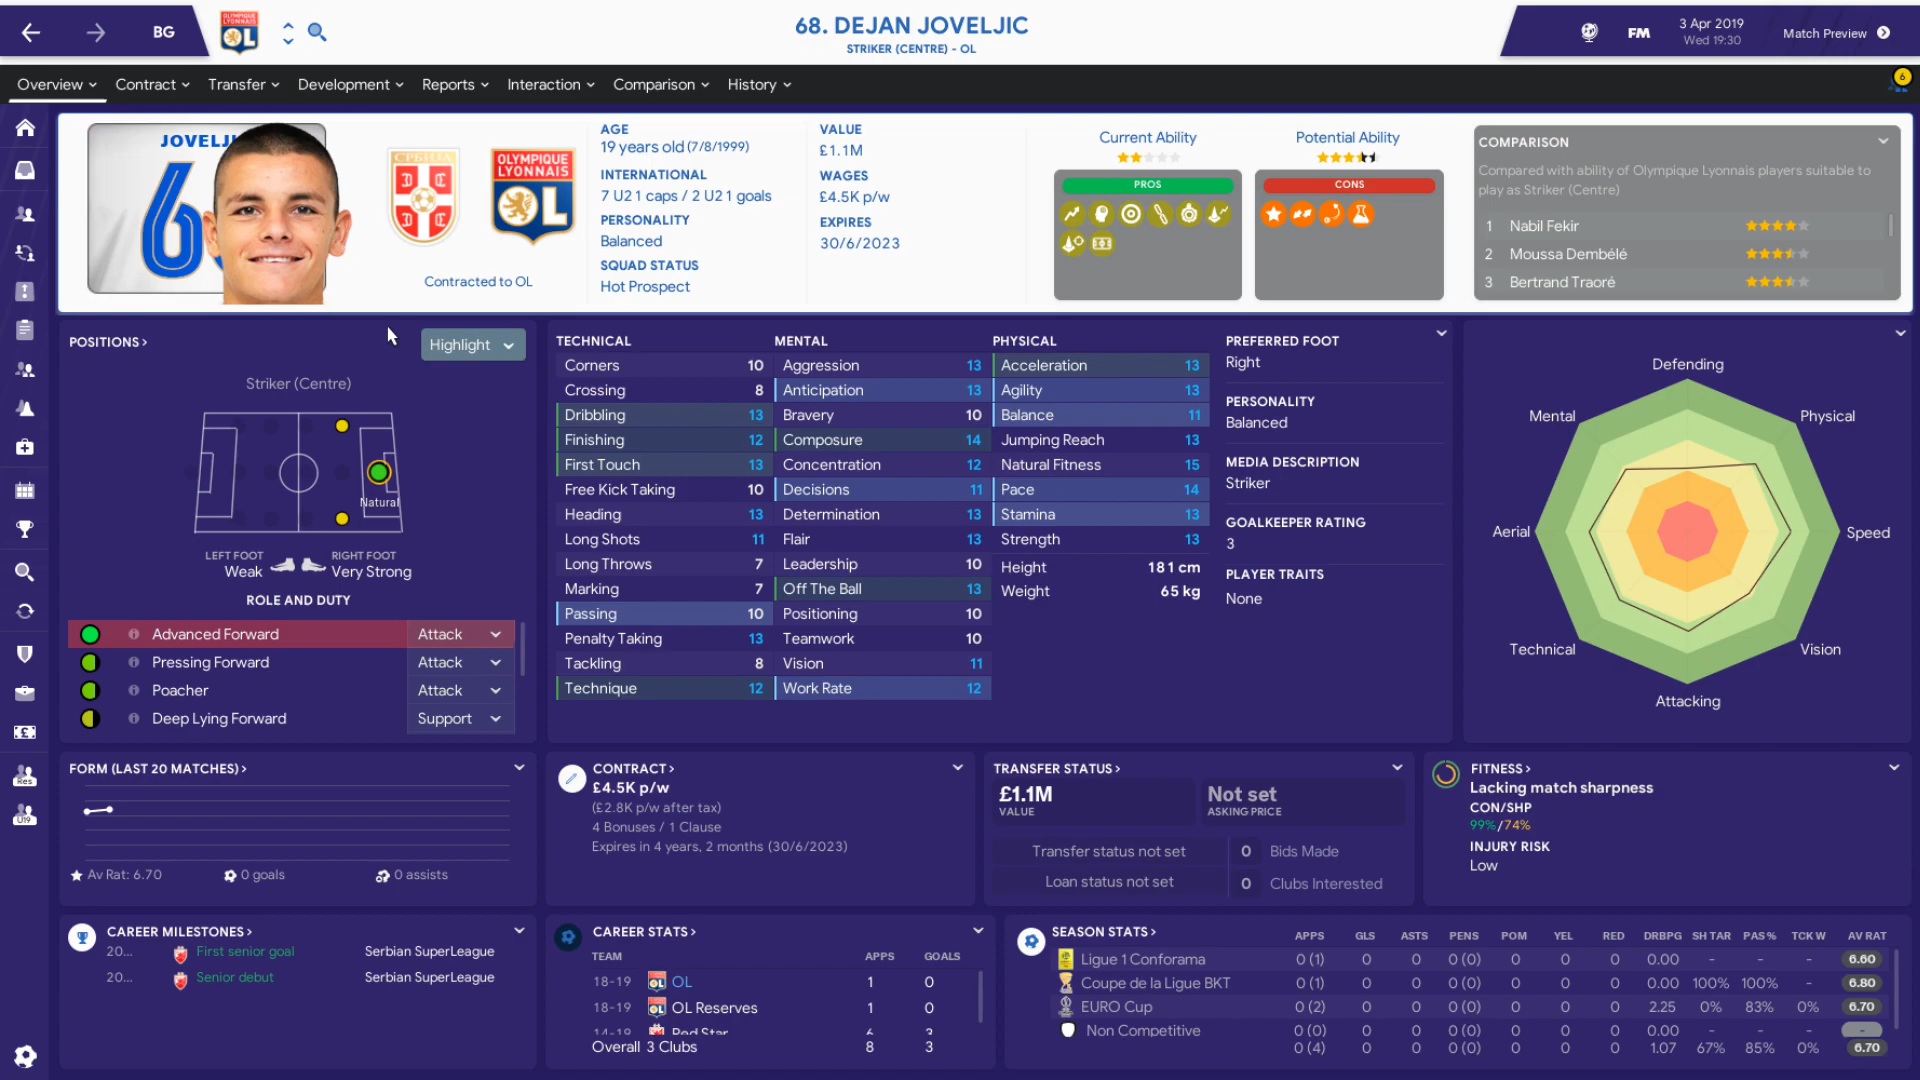 BG
68. DEJAN JOVELJIC
STRIKER (CENTRE) - OL
FM
3 Apr 2019
Wed 19:30
Match Preview
Overview
Contract
Transfer
Development
Reports
Interaction
Comparison
History
6
JOVELJI
6
СРБИЈА
OLYMPIQUE LYONNAIS
OL
Contracted to OL
AGE
19 years old (7/8/1999)
INTERNATIONAL
7 U21 caps / 2 U21 goals
PERSONALITY
Balanced
SQUAD STATUS
Hot Prospect
VALUE
£1.1M
WAGES
£4.5K p/w
EXPIRES
30/6/2023
Current Ability
PROS
Potential Ability
CONS
COMPARISON
Compared with ability of Olympique Lyonnais players suitable to
play as Striker (Centre)
1 Nabil Fekir
2 Moussa Dembélé
3 Bertrand Traoré
POSITIONS >
Highlight
Striker (Centre)
Natural
LEFT FOOT
Weak
RIGHT FOOT
Very Strong
ROLE AND DUTY
Advanced Forward Attack
Pressing Forward Attack
Poacher Attack
Deep Lying Forward Support
TECHNICAL
Corners 10
Crossing 8
Dribbling 13
Finishing 12
First Touch 13
Free Kick Taking 10
Heading 13
Long Shots 11
Long Throws 7
Marking 7
Passing 10
Penalty Taking 13
Tackling 8
Technique 12
MENTAL
Aggression 13
Anticipation 13
Bravery 10
Composure 14
Concentration 12
Decisions 11
Determination 13
Flair 13
Leadership 10
Off The Ball 13
Positioning 10
Teamwork 10
Vision 11
Work Rate 12
PHYSICAL
Acceleration 13
Agility 13
Balance 11
Jumping Reach 13
Natural Fitness 15
Pace 14
Stamina 13
Strength 13
Height 181 cm
Weight 65 kg
PREFERRED FOOT
Right
PERSONALITY
Balanced
MEDIA DESCRIPTION
Striker
GOALKEEPER RATING
3
PLAYER TRAITS
None
Defending
Physical
Speed
Vision
Attacking
Technical
Aerial
Mental
FORM (LAST 20 MATCHES) >
Av Rat: 6.70
0 goals
0 assists
CONTRACT >
£4.5K p/w
(£2.8K p/w after tax)
4 Bonuses / 1 Clause
Expires in 4 years, 2 months (30/6/2023)
TRANSFER STATUS >
£1.1M
VALUE
Not set
ASKING PRICE
Transfer status not set
0 Bids Made
Loan status not set
0 Clubs Interested
FITNESS >
Lacking match sharpness
CON/SHP
99%/74%
INJURY RISK
Low
Res
U19
CAREER MILESTONES >
20... First senior goal Serbian SuperLeague
20... Senior debut Serbian SuperLeague
CAREER STATS >
TEAM APPS GOALS
18-19 OL 1 0
18-19 OL Reserves 1 0
14-19 Red Star 6 3
Overall 3 Clubs 8 3
SEASON STATS > APPS GLS ASTS PENS POM YEL RED DRBPG SH TAR PAS % TCK W AV RAT
Ligue 1 Conforama 0 (1) 0 0 0 (0) 0 0 0 0.00 - - - 6.60
Coupe de la Ligue BKT 0 (1) 0 0 0 (0) 0 0 0 0.00 100% 100% - 6.80
EURO Cup 0 (2) 0 0 0 (0) 0 0 0 2.25 0% 83% 0% 6.70
Non Competitive 0 (0) 0 0 0 (0) 0 0 0 0.00 - - - -
0 (4) 0 0 0 (0) 0 0 0 1.07 67% 85% 0% 6.70